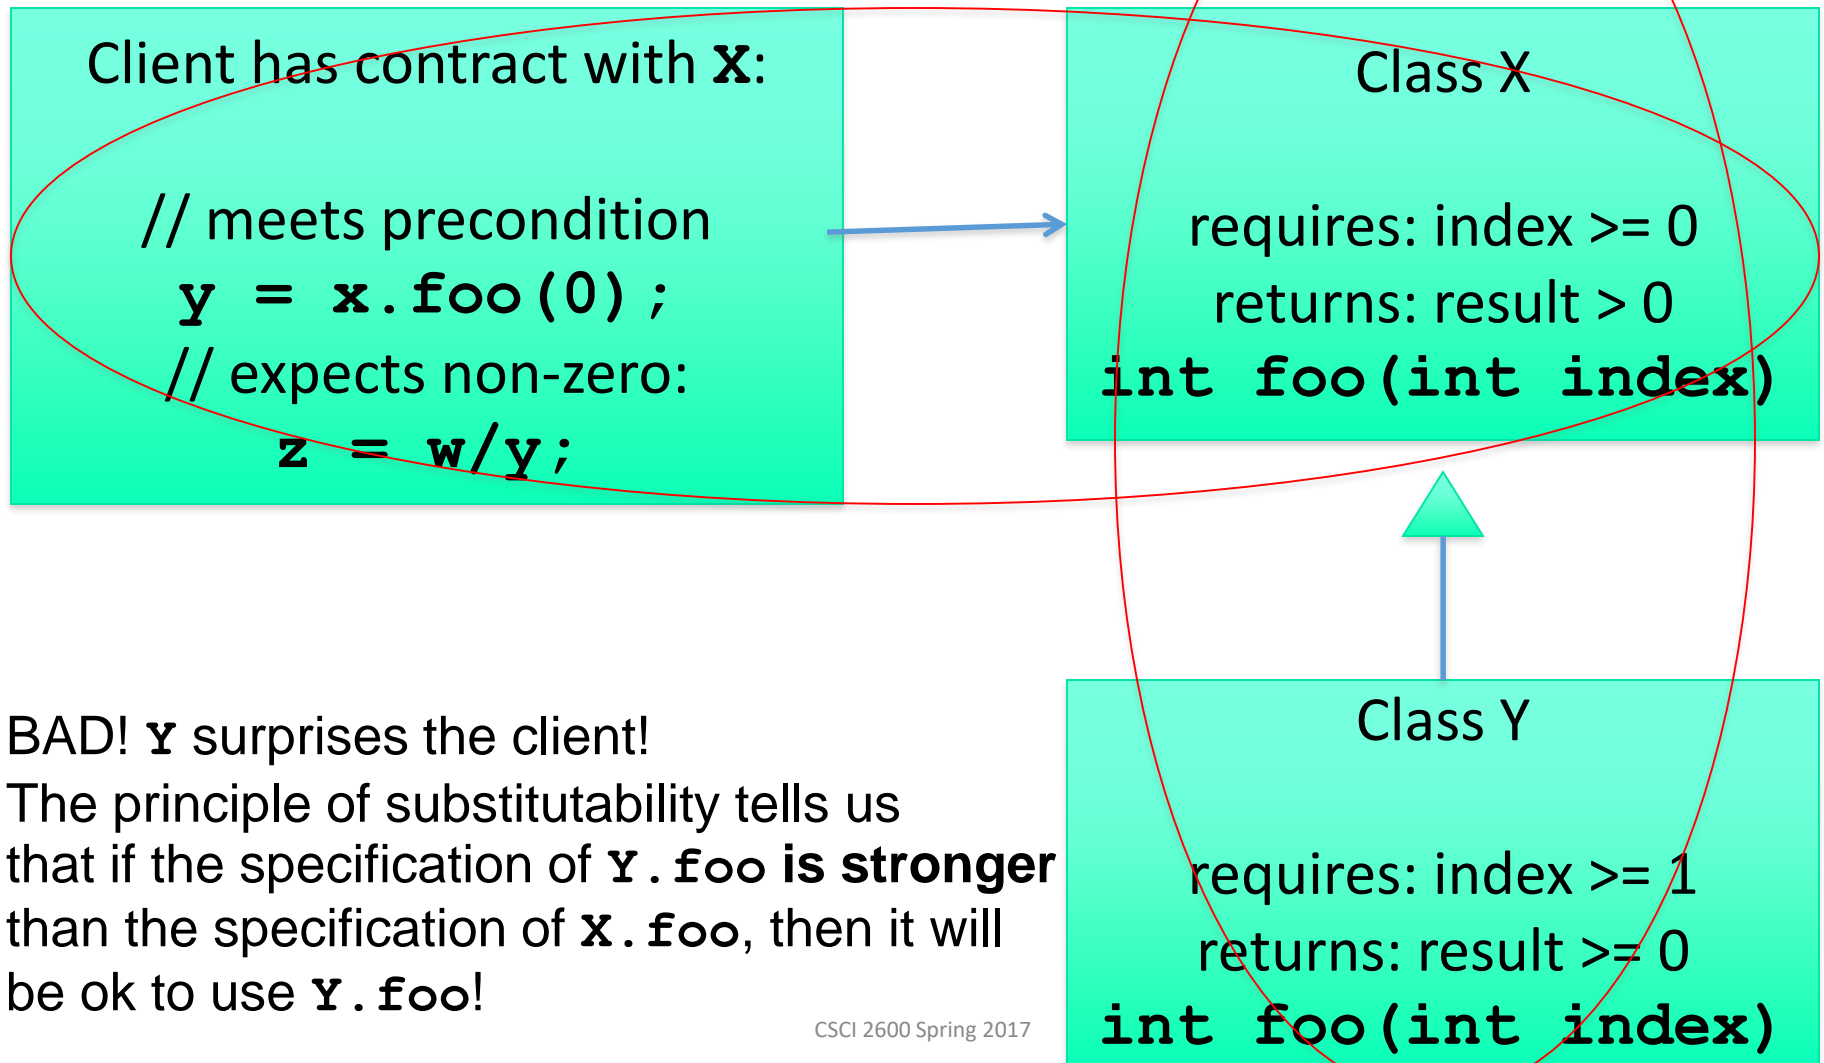 Client has contract with X:
// meets precondition
y = x.foo(0);
// expects non-zero:
z = w/y;
Class X
requires: index >= 0
returns: result > 0
int foo(int index)
BAD! Y surprises the client!
The principle of substitutability tells us
that if the specification of Y.foo is stronger
than the specification of X.foo, then it will
be ok to use Y.foo!
Class Y
requires: index >= 1
returns: result >= 0
int foo(int index)
CSCI 2600 Spring 2017